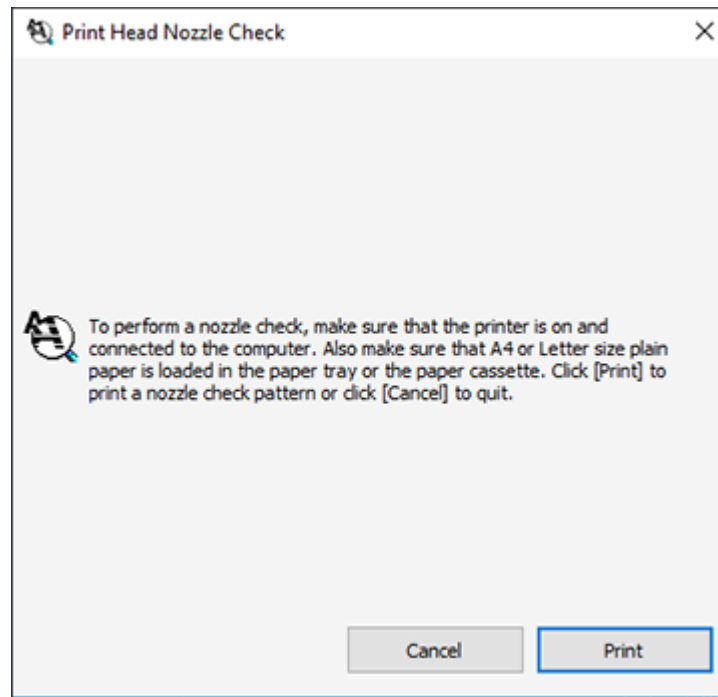 Print Head Nozzle Check
To perform a nozzle check, make sure that the printer is on and
connected to the computer. Also make sure that A4 or Letter size plain
paper is loaded in the paper tray or the paper cassette. Click [Print] to
print a nozzle check pattern or click [Cancel] to quit.
Cancel
Print